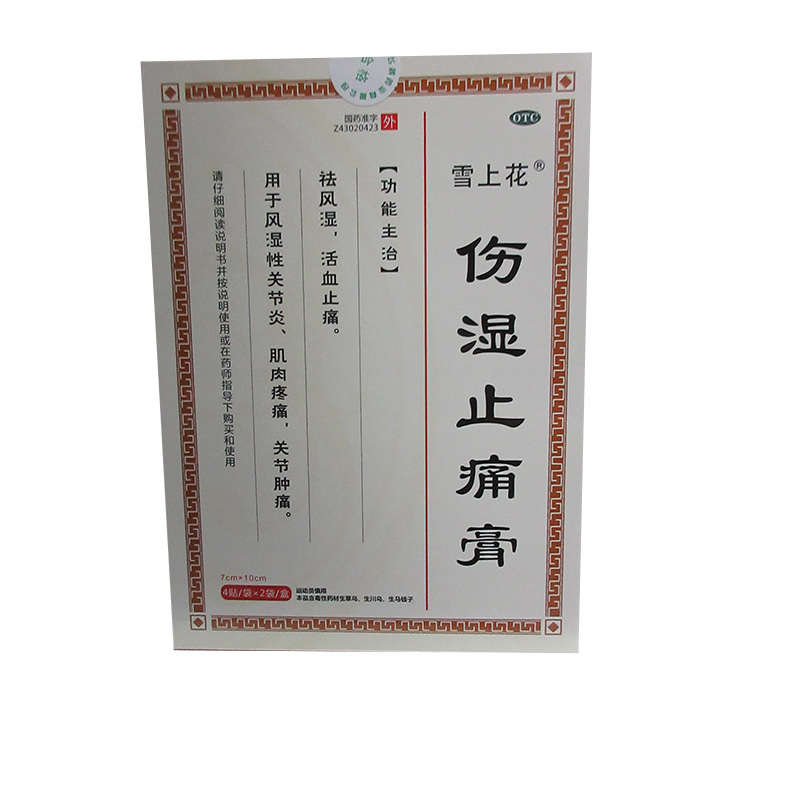 OTC
雪上花®
伤湿止痛膏
国药准字
Z43020423
外
【功能主治】
祛风湿，活血止痛。
用于风湿性关节炎、肌肉疼痛，关节肿痛。
请仔细阅读说明书并按说明使用或在药师指导下购买和使用
7cm×10cm
4贴/袋×2袋/盒
运动员慎用
本品含毒性药材生草乌、生川乌、生马钱子